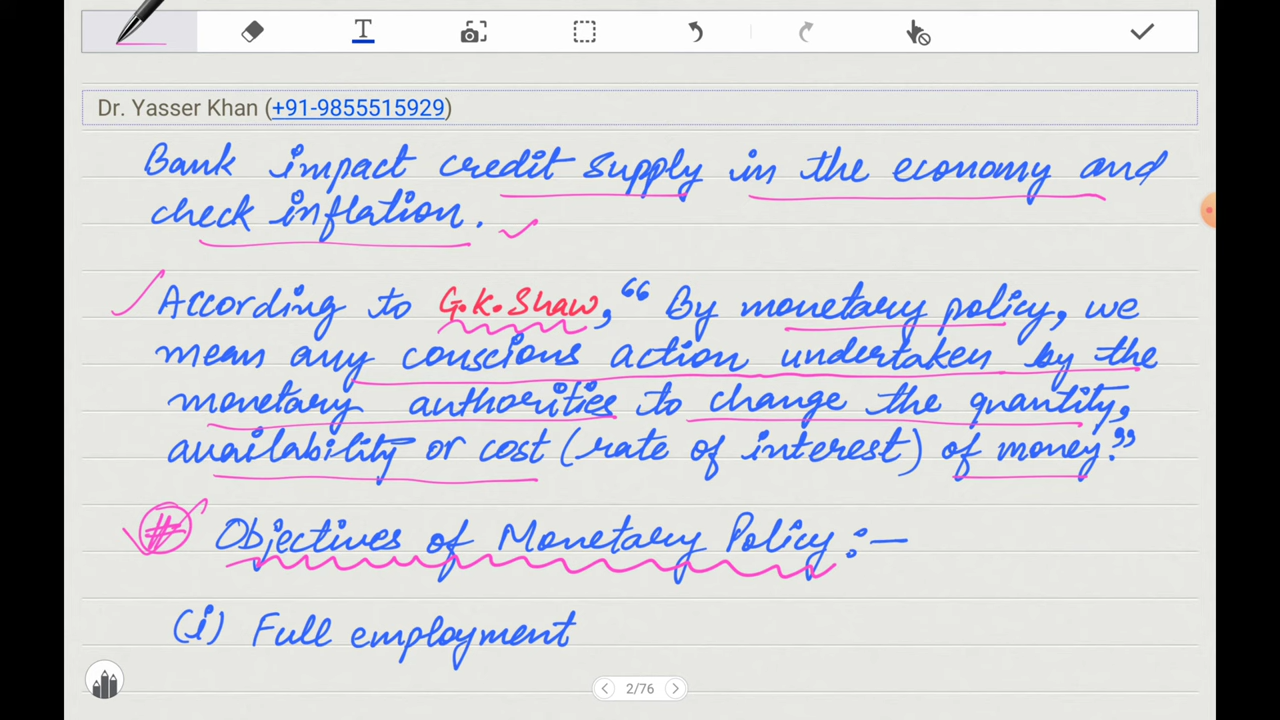 T
Dr. Yasser Khan (+91-9855515929)
Bank impact credit supply in the economy and
check inflation.
According to G.K. Shaw, “By monetary policy, we
mean any conscious action undertaken by the
monetary authorities to change the quantity,
availability or cost (rate of interest) of money.”
# Objectives of Monetary Policy :-
(i) Full employment
2/76